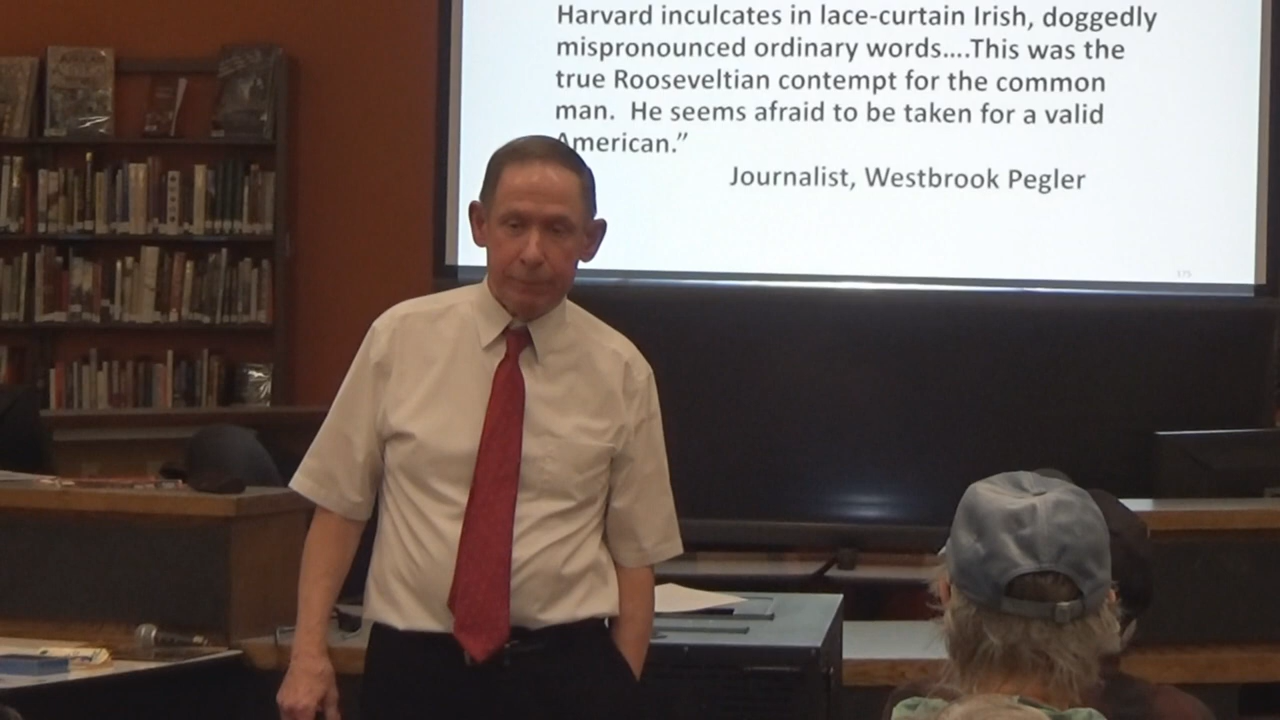 Harvard inculcates in lace-curtain Irish, doggedly
mispronounced ordinary words....This was the
true Rooseveltian contempt for the common
man.  He seems afraid to be taken for a valid
American.”
Journalist, Westbrook Pegler
175